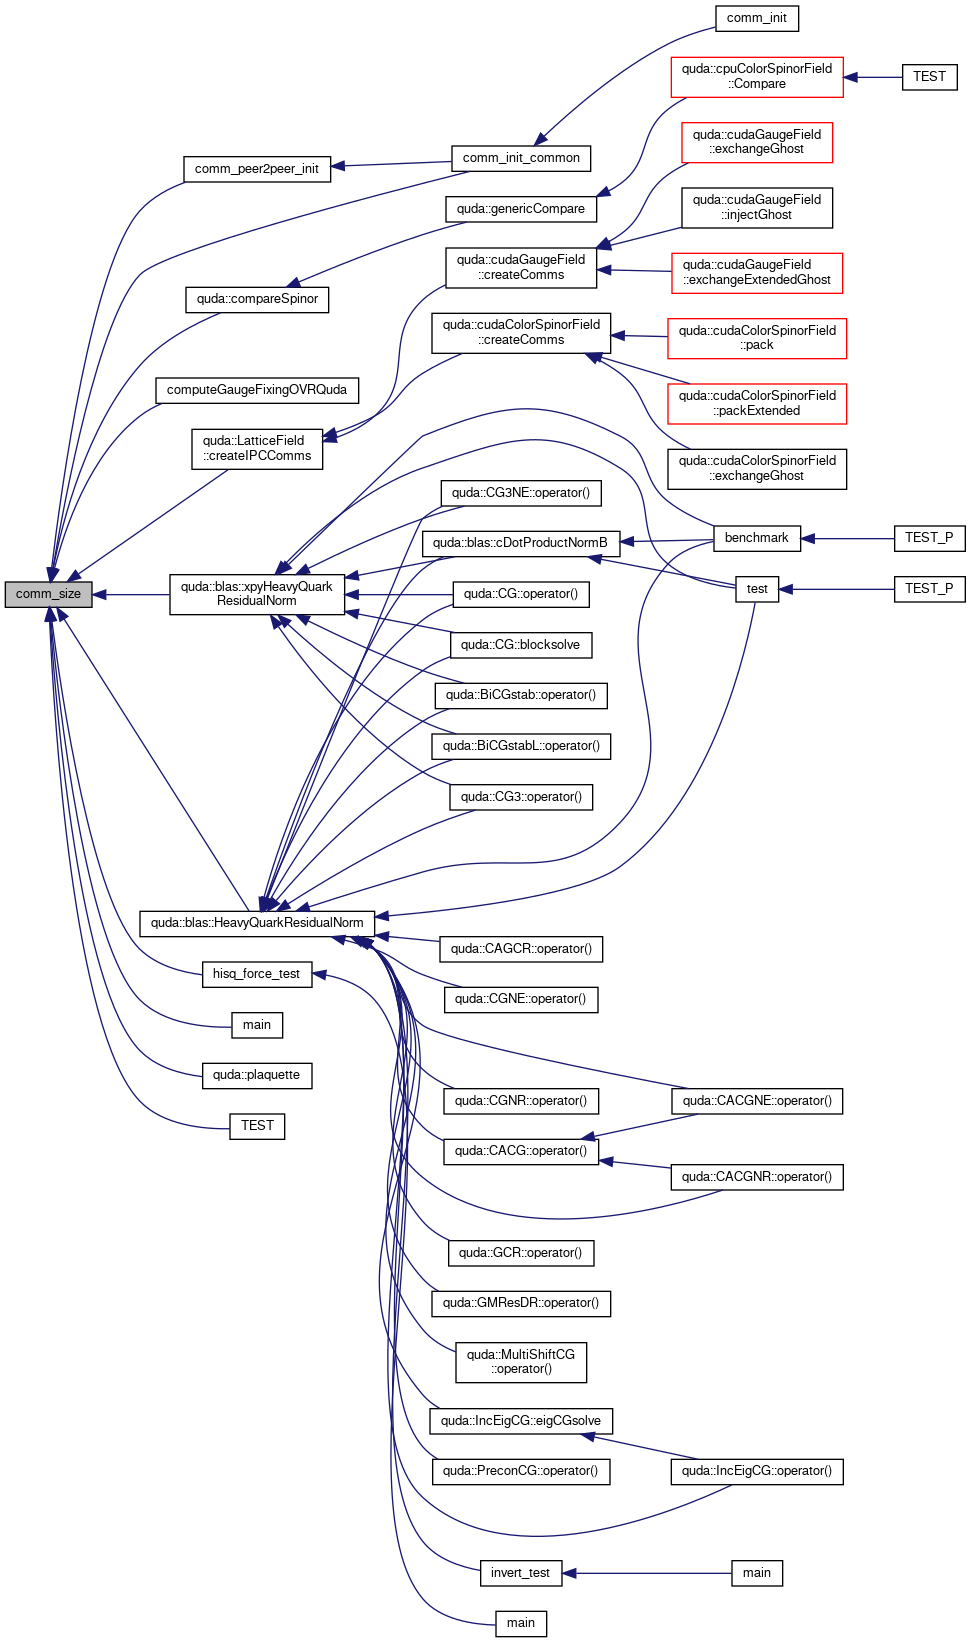 comm_init
quda::cpuColorSpinorField
::Compare
TEST
quda::cudaGaugeField
::exchangeGhost
comm_init_common
comm_peer2peer_init
quda::cudaGaugeField
::injectGhost
quda::genericCompare
quda::cudaGaugeField
::createComms
quda::cudaGaugeField
::exchangeExtendedGhost
quda::compareSpinor
quda::cudaColorSpinorField
::createComms
quda::cudaColorSpinorField
::pack
computeGaugeFixingOVRQuda
quda::cudaColorSpinorField
::packExtended
quda::LatticeField
::createIPCComms
quda::cudaColorSpinorField
::exchangeGhost
quda::CG3NE::operator()
quda::blas::cDotProductNormB
benchmark
TEST_P
comm_size
quda::blas::xpyHeavyQuark
ResidualNorm
quda::CG::operator()
test
TEST_P
quda::CG::blocksolve
quda::BiCGstab::operator()
quda::BiCGstabL::operator()
quda::CG3::operator()
quda::blas::HeavyQuarkResidualNorm
quda::CAGCR::operator()
hisq_force_test
quda::CGNE::operator()
main
quda::plaquette
quda::CGNR::operator()
quda::CACGNE::operator()
TEST
quda::CACG::operator()
quda::CACGNR::operator()
quda::GCR::operator()
quda::GMResDR::operator()
quda::MultiShiftCG
::operator()
quda::IncEigCG::eigCGsolve
quda::PreconCG::operator()
quda::IncEigCG::operator()
invert_test
main
main